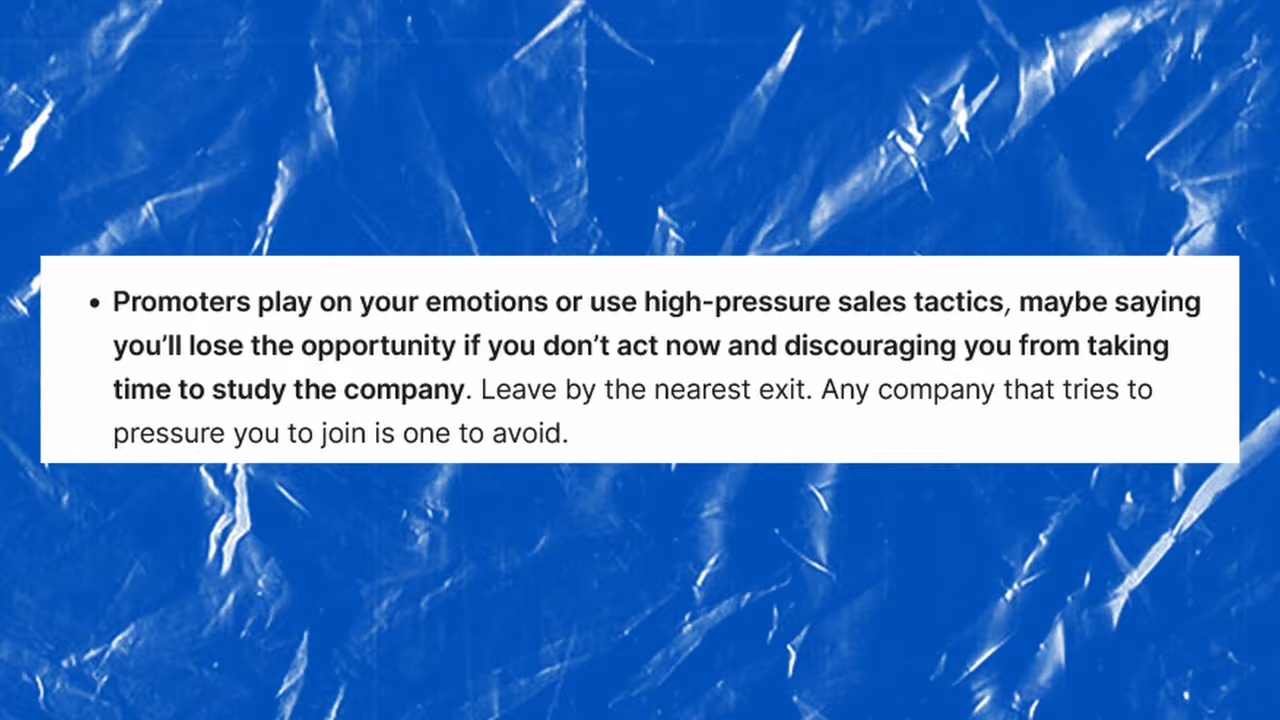 • Promoters play on your emotions or use high-pressure sales tactics, maybe saying
you’ll lose the opportunity if you don’t act now and discouraging you from taking
time to study the company. Leave by the nearest exit. Any company that tries to
pressure you to join is one to avoid.